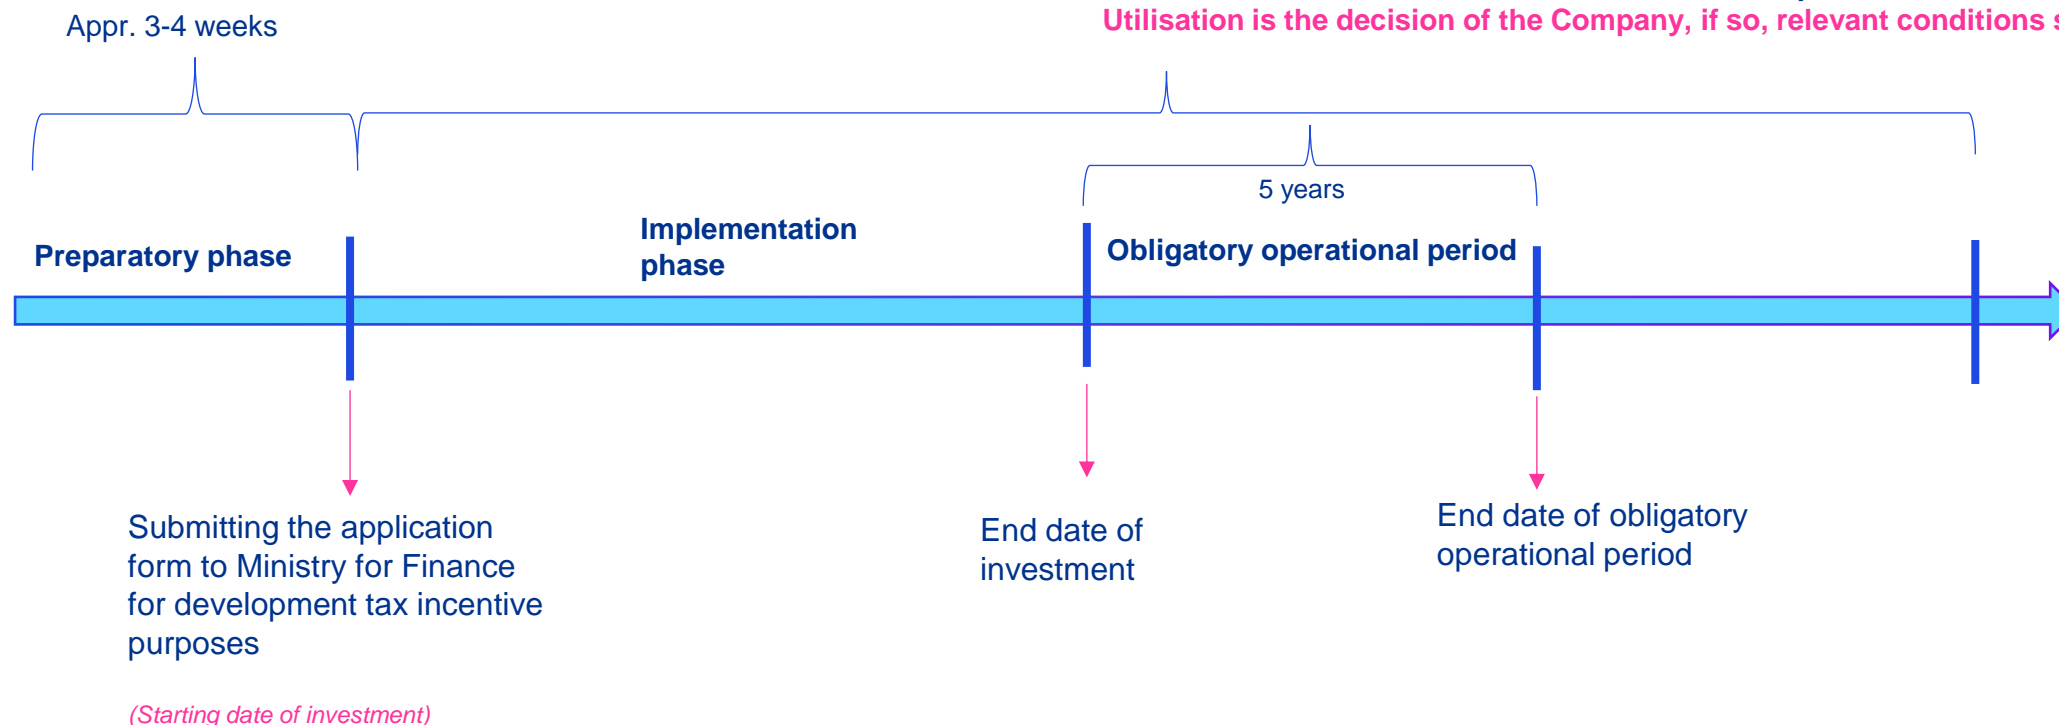 Appr. 3-4 weeks
Utilisation is the decision of the Company, if so, relevant conditions
5 years
Preparatory phase
Implementation
phase
Obligatory operational period
Submitting the application
form to Ministry for Finance
for development tax incentive
purposes
(Starting date of investment)
End date of
investment
End date of obligatory
operational period